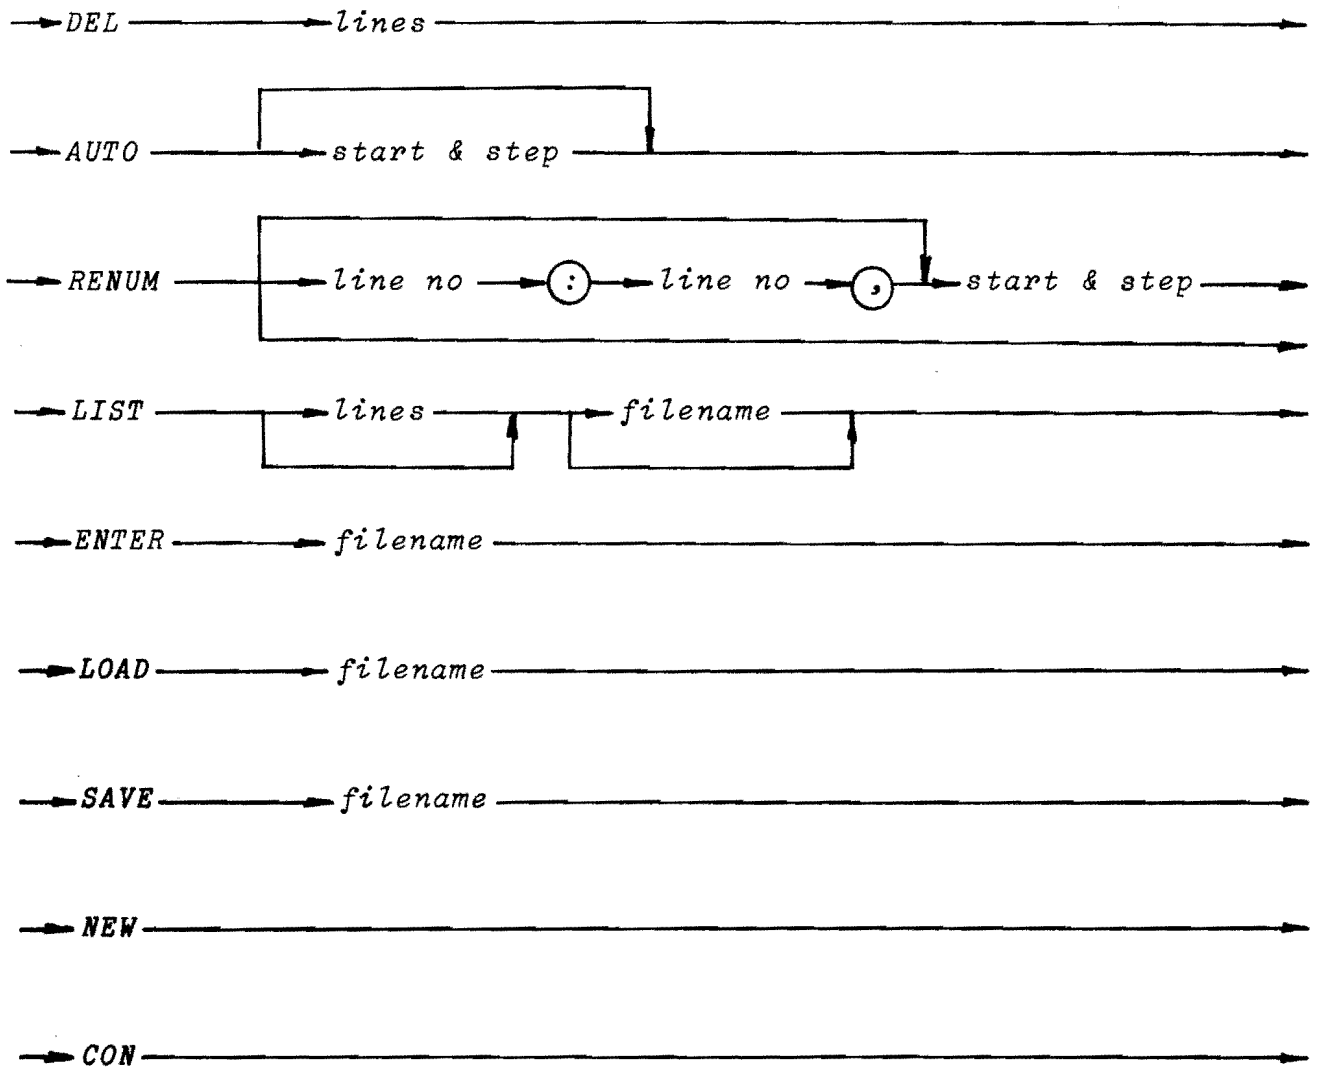 DEL lines
AUTO start & step
RENUM line no : line no , start & step
LIST lines filename
ENTER filename
LOAD filename
SAVE filename
NEW
CON